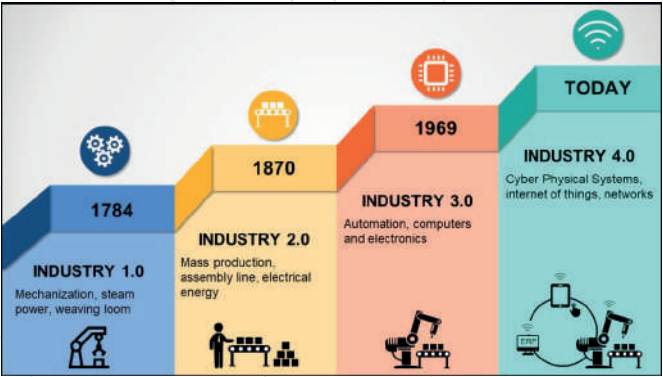 1784
INDUSTRY 1.0
Mechanization, steam
power, weaving loom
1870
INDUSTRY 2.0
Mass production,
assembly line, electrical
energy
1969
INDUSTRY 3.0
Automation, computers
and electronics
TODAY
INDUSTRY 4.0
Cyber Physical Systems,
internet of things, networks
ERP